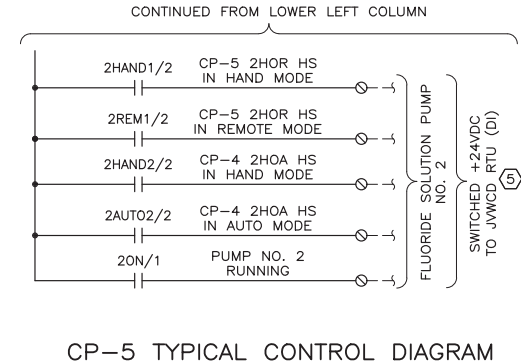 CONTINUED FROM LOWER LEFT COLUMN
2HAND1/2
CP-5 2HOR HS
IN HAND MODE
2REM1/2
CP-5 2HOR HS
IN REMOTE MODE
2HAND2/2
CP-4 2HOA HS
IN HAND MODE
2AUTO2/2
CP-4 2HOA HS
IN AUTO MODE
2ON/1
PUMP NO. 2
RUNNING
FLUORIDE SOLUTION PUMP
NO. 2
SWITCHED +24VDC
TO JVWCD RTU (DI)
5
CP-5 TYPICAL CONTROL DIAGRAM